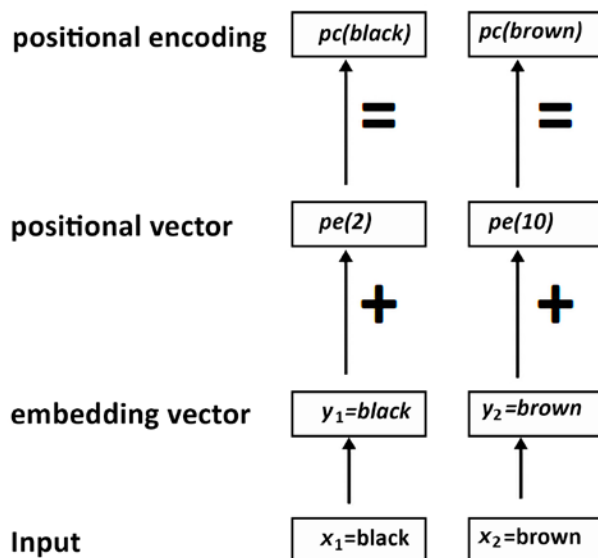 positional encoding pc(black) pc(brown)
= =
positional vector pe(2) pe(10)
+ +
embedding vector y₁=black y₂=brown
Input x₁=black x₂=brown